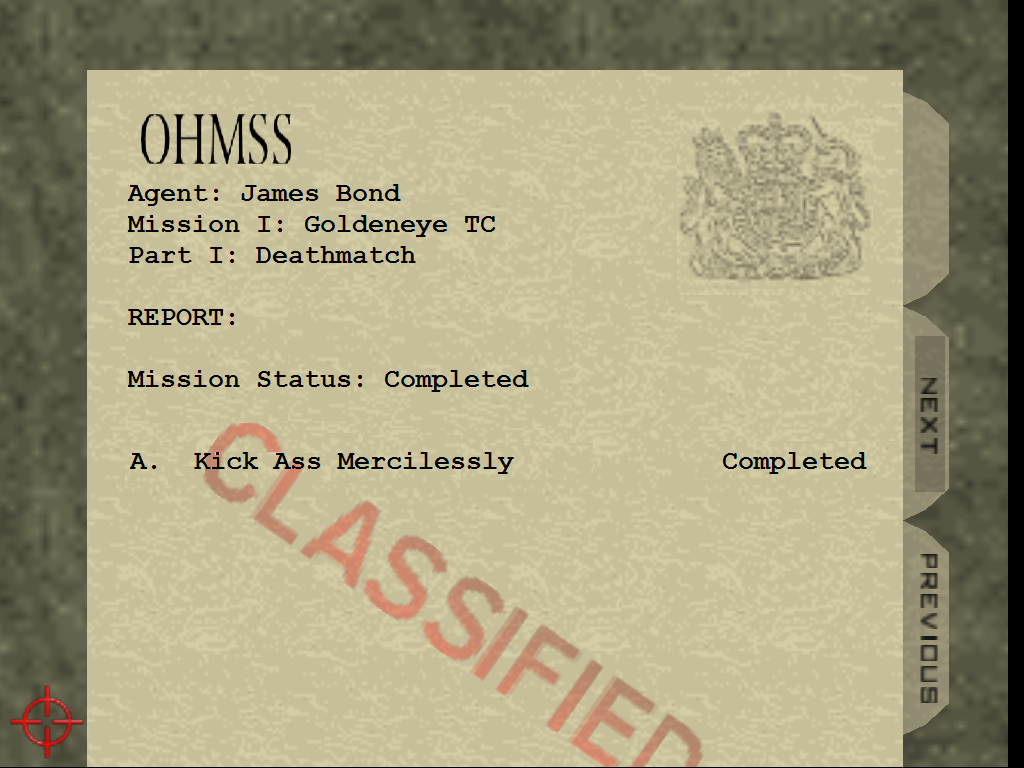 OHMSS
Agent: James Bond
Mission I: Goldeneye TC
Part I: Deathmatch
REPORT:
Mission Status: Completed
A. Kick Ass Mercilessly Completed
CLASSIFIED
NEXT
PREVIOUS